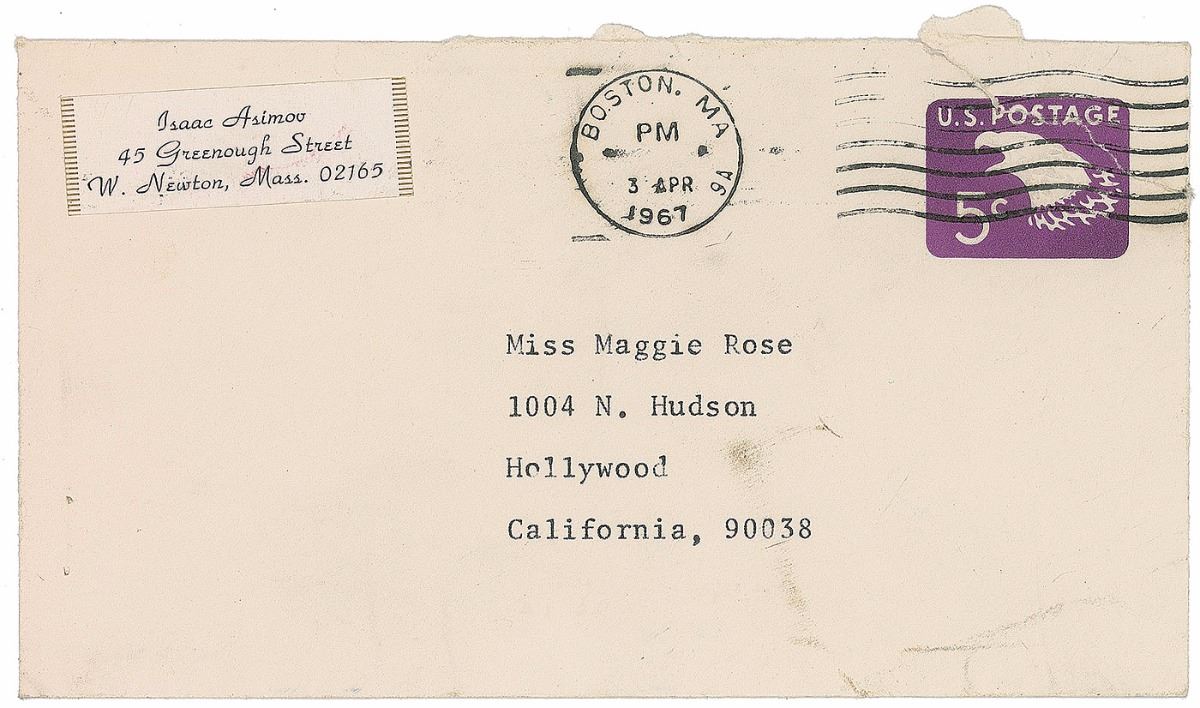 Isaac Asimov
45 Greenough Street
W. Newton, Mass. 02165
BOSTON. MA
PM
3 APR
1967
9A
U.S. POSTAGE
5c
Miss Maggie Rose
1004 N. Hudson
Hollywood
California, 90038